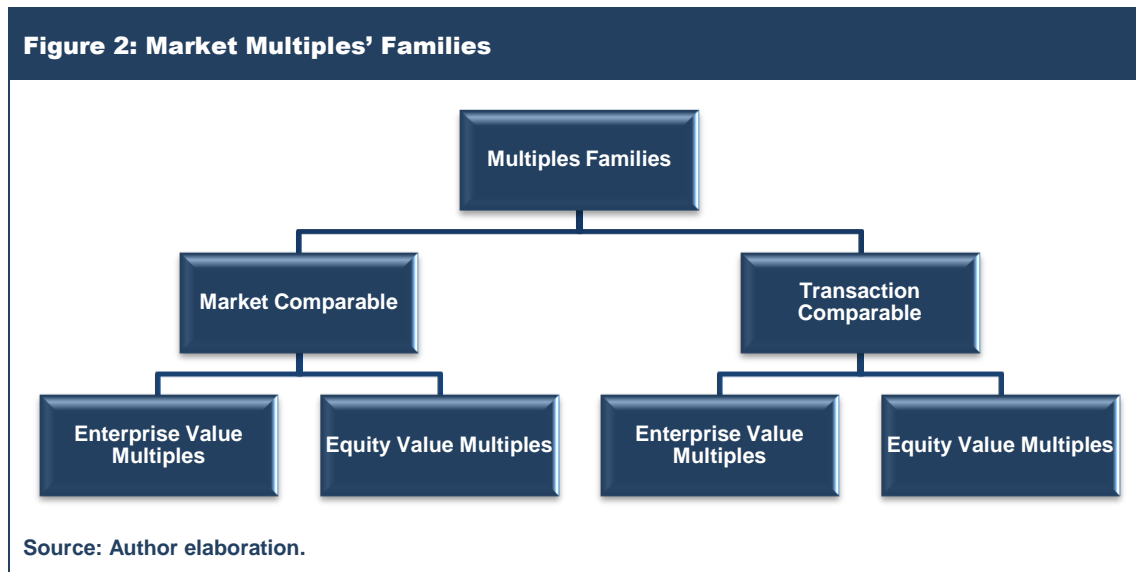 Figure 2: Market Multiples’ Families
Multiples Families
Market Comparable
Transaction
Comparable
Enterprise Value
Multiples
Equity Value Multiples
Enterprise Value
Multiples
Equity Value Multiples
Source: Author elaboration.